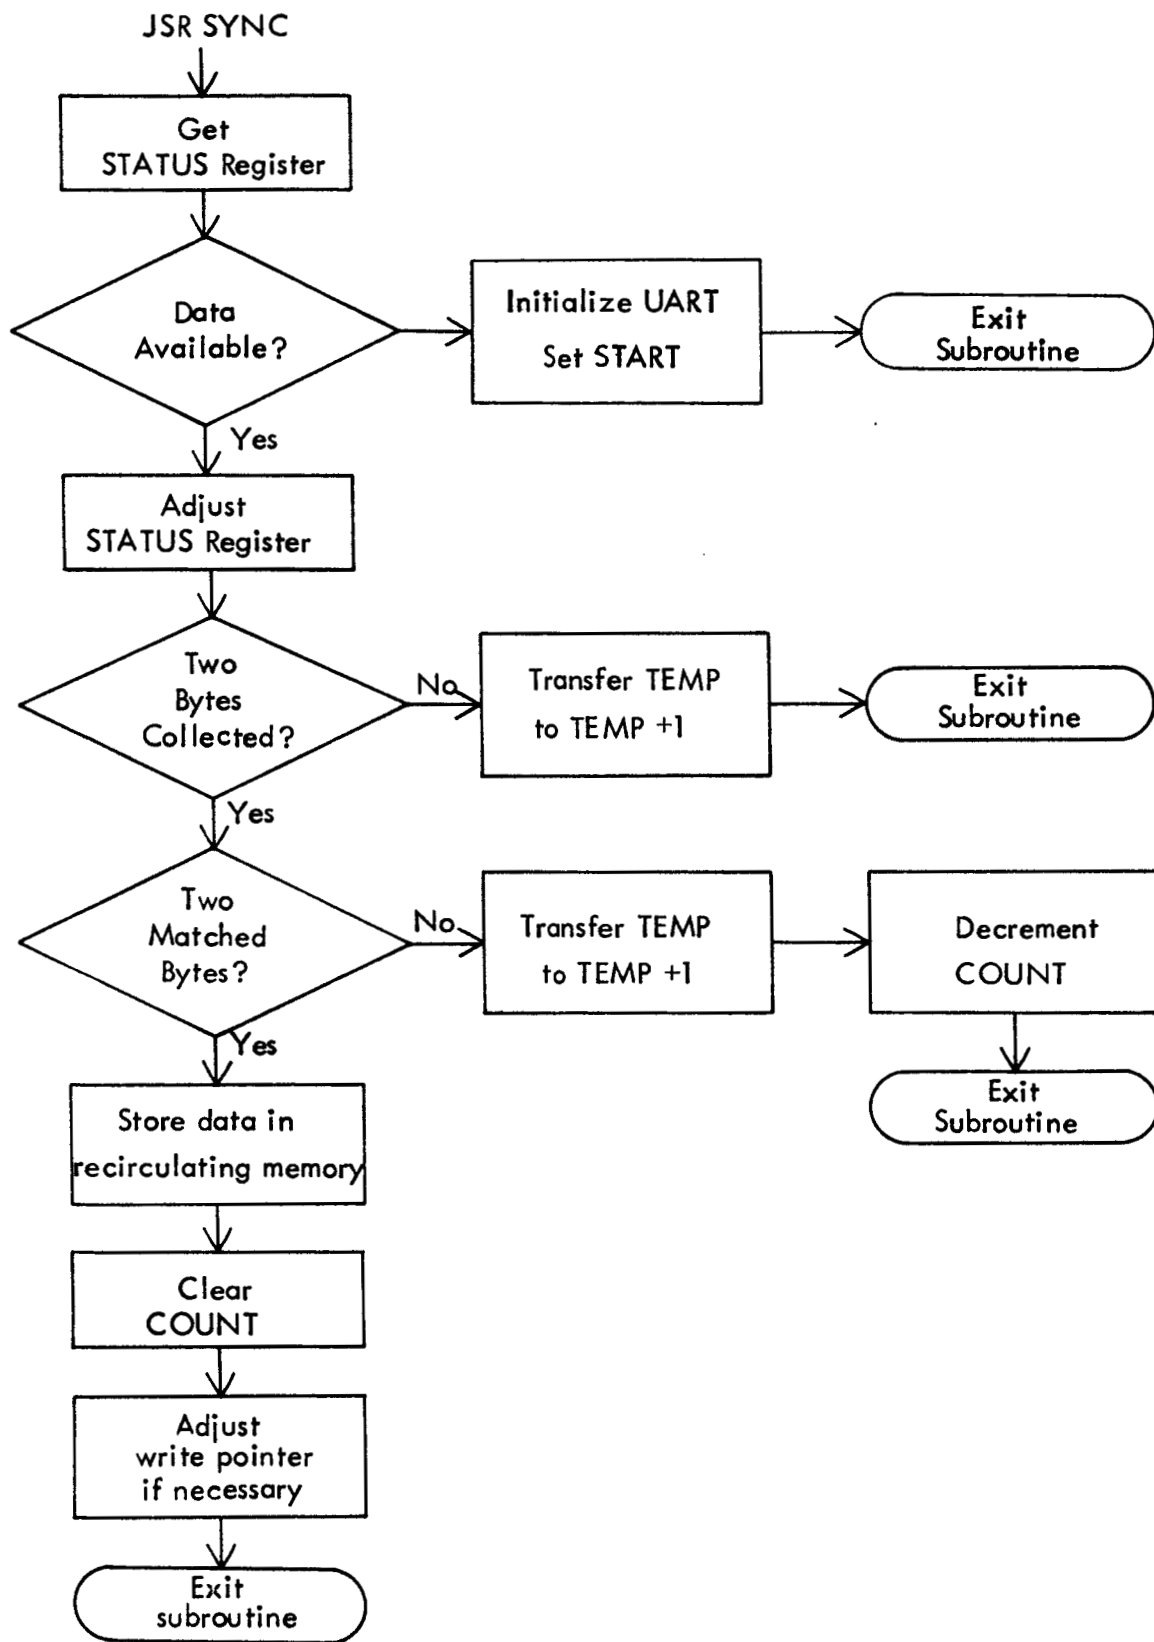 JSR SYNC
Get
STATUS Register
Data
Available?
Initialize UART
Set START
Exit
Subroutine
Yes
Adjust
STATUS Register
Two
Bytes
Collected?
No
Transfer TEMP
to TEMP +1
Exit
Subroutine
Yes
Two
Matched
Bytes?
No
Transfer TEMP
to TEMP +1
Decrement
COUNT
Exit
Subroutine
Yes
Store data in
recirculating memory
Clear
COUNT
Adjust
write pointer
if necessary
Exit
subroutine